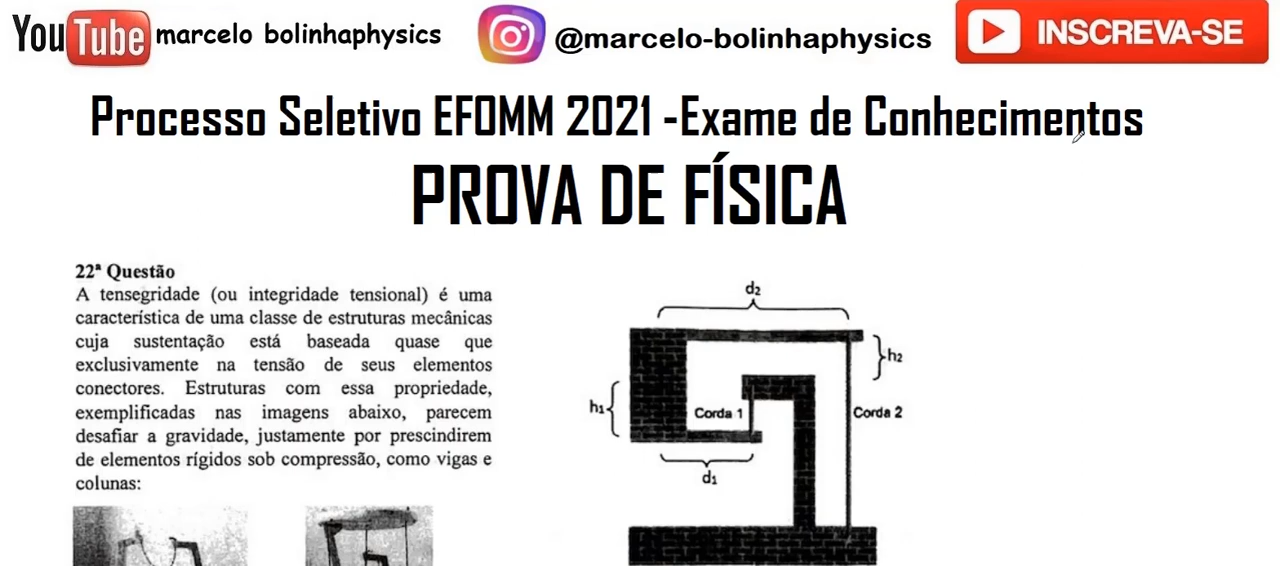 YouTube marcelo bolinhaphysics @marcelo-bolinhaphysics INSCREVA-SE
Processo Seletivo EFOMM 2021 -Exame de Conhecimentos
PROVA DE FÍSICA
22ª Questão
A tensegridade (ou integridade tensional) é uma
característica de uma classe de estruturas mecânicas
cuja sustentação está baseada quase que
exclusivamente na tensão de seus elementos
conectores. Estruturas com essa propriedade,
exemplificadas nas imagens abaixo, parecem
desafiar a gravidade, justamente por prescindirem
de elementos rígidos sob compressão, como vigas e
colunas:
d₂
h₂
h₁
Corda 1
Corda 2
d₁